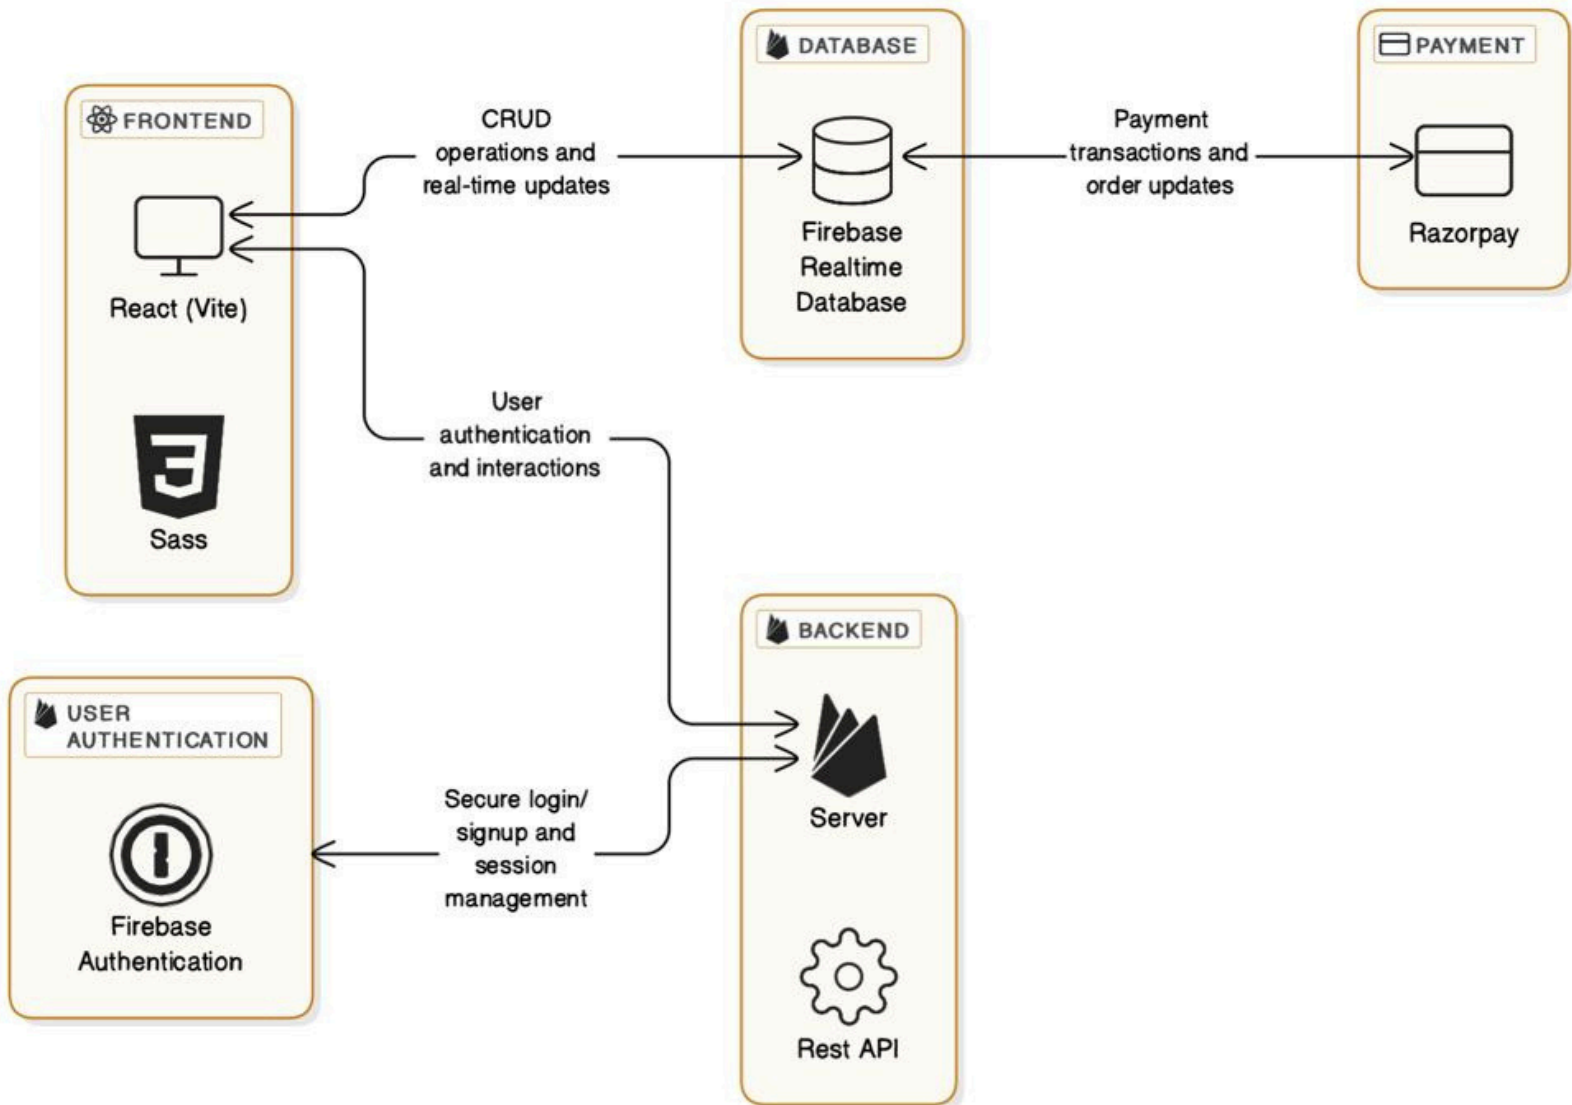 FRONTEND
React (Vite)
Sass
CRUD
operations and
real-time updates
DATABASE
Firebase
Realtime
Database
Payment
transactions and
order updates
PAYMENT
Razorpay
User
authentication
and interactions
USER
AUTHENTICATION
Firebase
Authentication
Secure login/
signup and
session
management
BACKEND
Server
Rest API